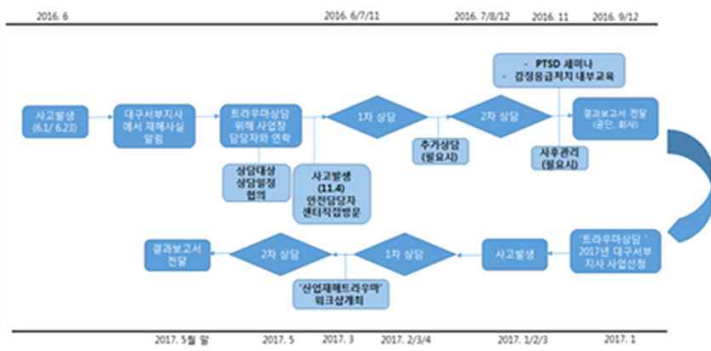 2016. 6
2016. 6/7/11
2016. 7/8/12
2016. 11
2016. 9/12
- PTSD 세미나
- 감정응급처치 내부교육
사고발생
(6.1/ 6.23)
대구서부지사
에서 재해사실
알림
트라우마상담
위해 사업장
담당자와 연락
1차 상담
2차 상담
결과보고서 전달
(공단, 회사)
추가상담
(필요시)
사후관리
(필요시)
상담대상
상담일정
협의
사고발생
(11.4)
안전담당자
센터직접방문
결과보고서
전달
2차 상담
1차 상담
사고발생
'트라우마상담 '
2017년 대구서부
지사 사업선정
'산업재해트라우마'
워크샵개최
2017. 5월 말
2017. 5
2017. 3
2017. 2/3/4
2017. 1/2/3
2017. 1